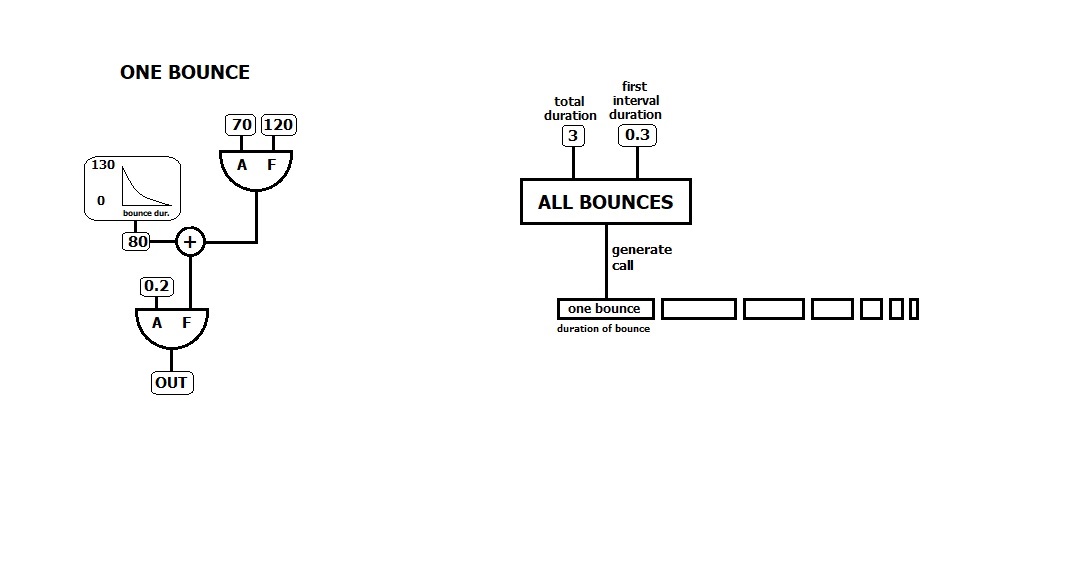 ONE BOUNCE
70 120
A F
130
0
bounce dur.
80 +
0.2
A F
OUT
total
duration
first
interval
duration
3 0.3
ALL BOUNCES
generate
call
one bounce
duration of bounce